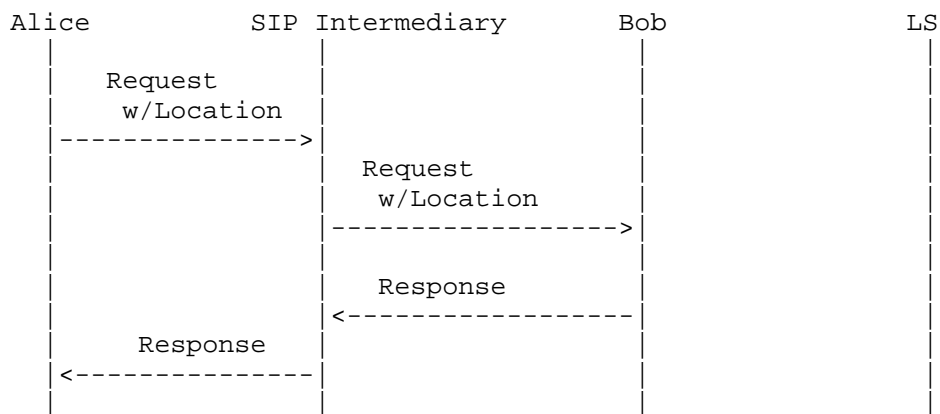 Alice SIP Intermediary Bob LS
Request
w/Location
Request
w/Location
Response
Response